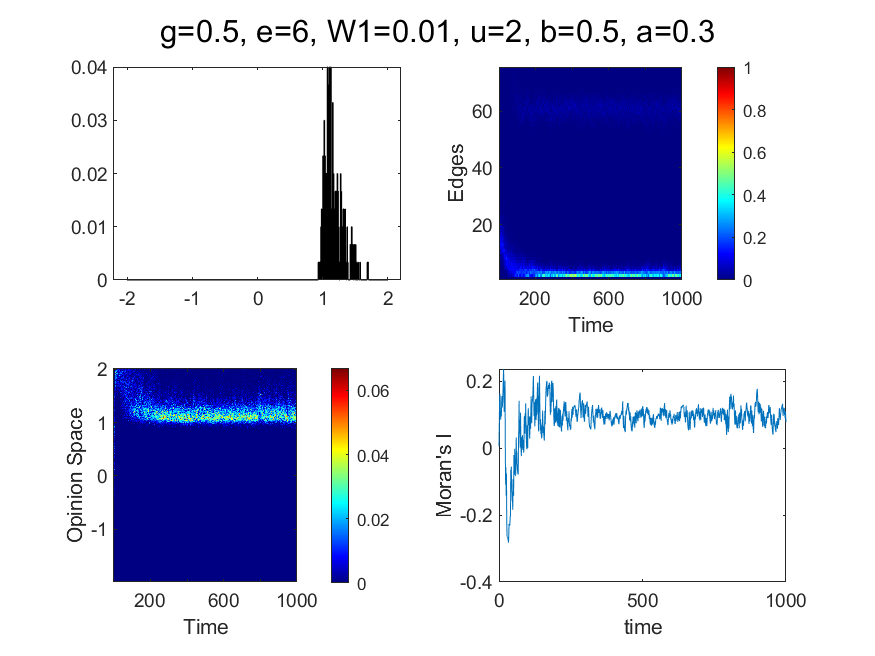 g=0.5, e=6, W1=0.01, u=2, b=0.5, a=0.3
0.04
0.03
0.02
0.01
0
-2 -1 0 1 2
Edges
60
40
20
200 600 1000
Time
1
0.8
0.6
0.4
0.2
0
Opinion Space
2
1
0
-1
200 600 1000
Time
0.06
0.04
0.02
0
Moran's I
0.2
0
-0.2
-0.4
0 500 1000
time